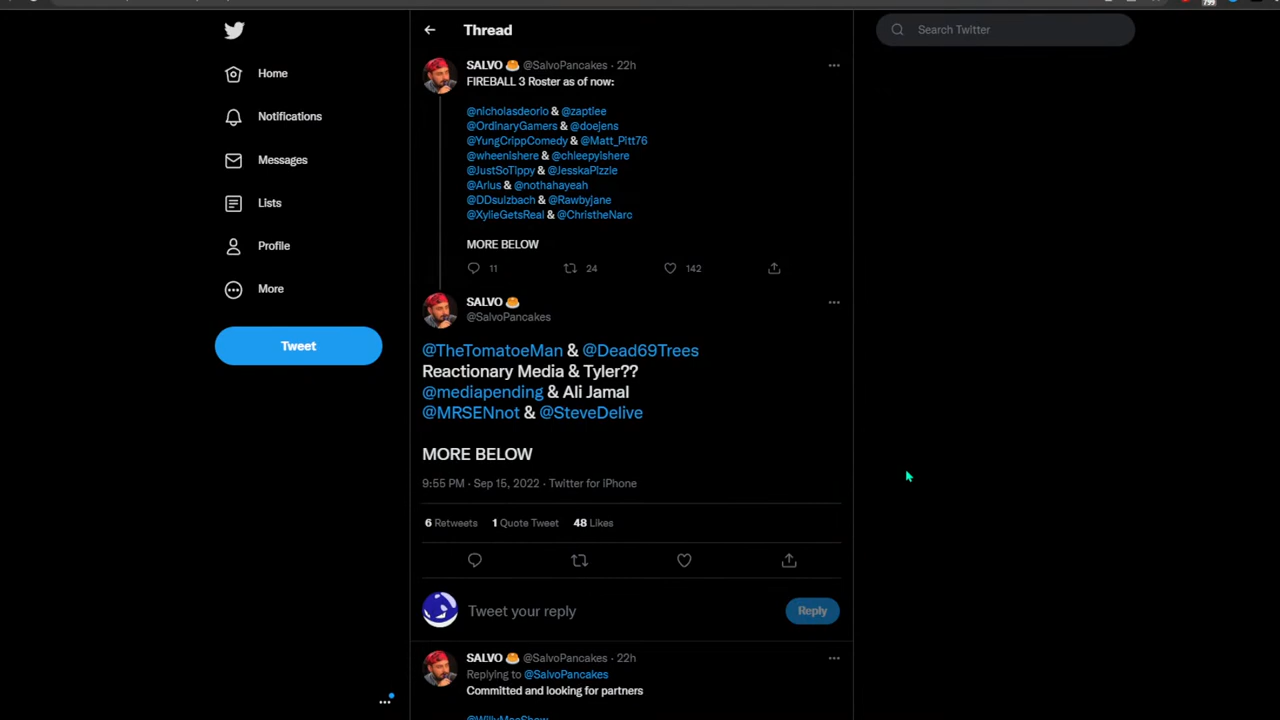 799
Thread
Search Twitter
Home
Notifications
Messages
Lists
Profile
More
Tweet
SALVO 🥞 @SalvoPancakes · 22h
FIREBALL 3 Roster as of now:
@nicholasdeorio & @zaptiee
@OrdinaryGamers & @doejens
@YungCrippComedy & @Matt_Pitt76
@wheenishere & @chleepyishere
@JustSoTippy & @JesskaPizzle
@Arius & @nothahayeah
@DDsulzbach & @Rawbyjane
@XylieGetsReal & @ChristheNarc
MORE BELOW
11 24 142
SALVO 🥞
@SalvoPancakes
@TheTomatoeMan & @Dead69Trees
Reactionary Media & Tyler??
@mediapending & Ali Jamal
@MRSENnot & @SteveDelive
MORE BELOW
9:55 PM · Sep 15, 2022 · Twitter for iPhone
6 Retweets 1 Quote Tweet 48 Likes
Tweet your reply
Reply
SALVO 🥞 @SalvoPancakes · 22h
Replying to @SalvoPancakes
Committed and looking for partners